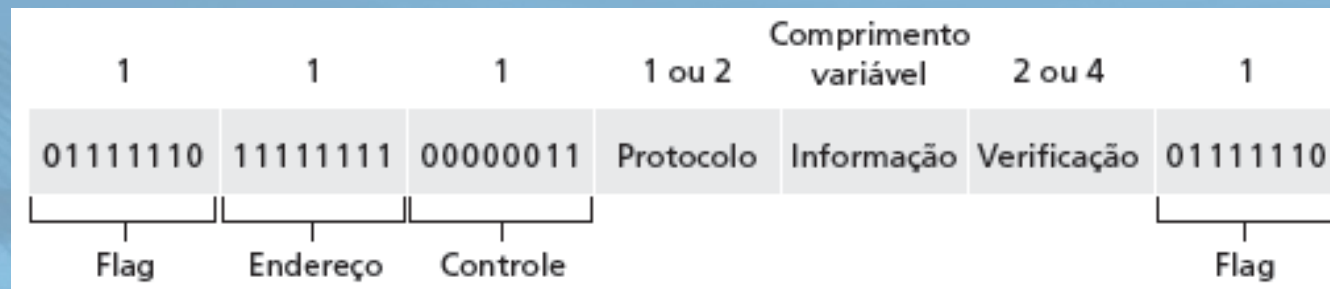 1 1 1 1 ou 2 Comprimento variável 2 ou 4 1
01111110 11111111 00000011 Protocolo Informação Verificação 01111110
Flag Endereço Controle Flag